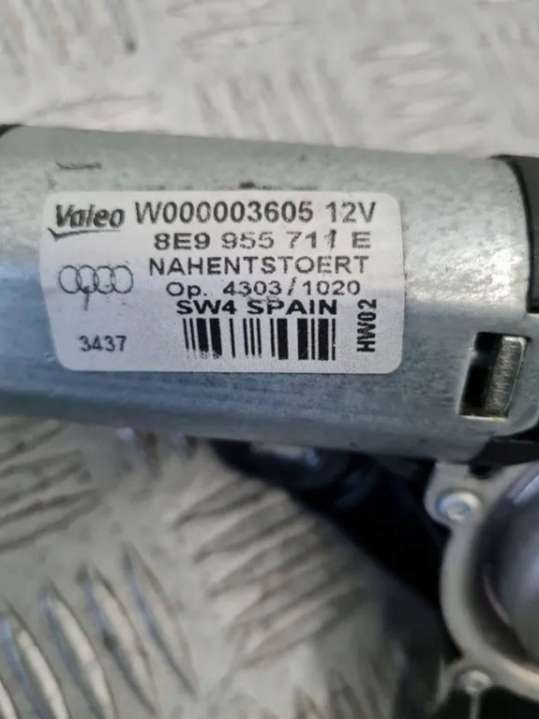 Valeo W000003605 12V
8E9 955 711 E
NAHENTSTOERT
Op. 4303/1020
SW4 SPAIN
3437
HW02